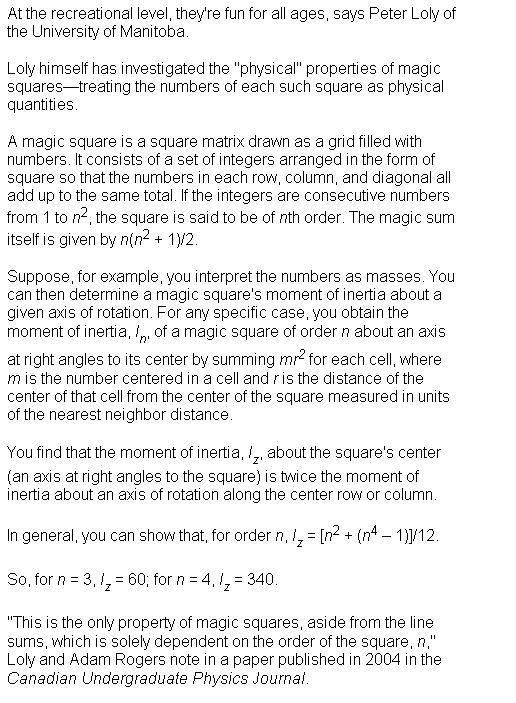 At the recreational level, they're fun for all ages, says Peter Loly of
the University of Manitoba.
Loly himself has investigated the "physical" properties of magic
squares—treating the numbers of each such square as physical
quantities.
A magic square is a square matrix drawn as a grid filled with
numbers. It consists of a set of integers arranged in the form of
square so that the numbers in each row, column, and diagonal all
add up to the same total. If the integers are consecutive numbers
from 1 to n², the square is said to be of nth order. The magic sum
itself is given by n(n² + 1)/2.
Suppose, for example, you interpret the numbers as masses. You
can then determine a magic square's moment of inertia about a
given axis of rotation. For any specific case, you obtain the
moment of inertia, Iₙ, of a magic square of order n about an axis
at right angles to its center by summing mr² for each cell, where
m is the number centered in a cell and r is the distance of the
center of that cell from the center of the square measured in units
of the nearest neighbor distance.
You find that the moment of inertia, I_z, about the square's center
(an axis at right angles to the square) is twice the moment of
inertia about an axis of rotation along the center row or column.
In general, you can show that, for order n, I_z = [n² + (n⁴ – 1)]/12.
So, for n = 3, I_z = 60; for n = 4, I_z = 340.
"This is the only property of magic squares, aside from the line
sums, which is solely dependent on the order of the square, n,"
Loly and Adam Rogers note in a paper published in 2004 in the
Canadian Undergraduate Physics Journal.